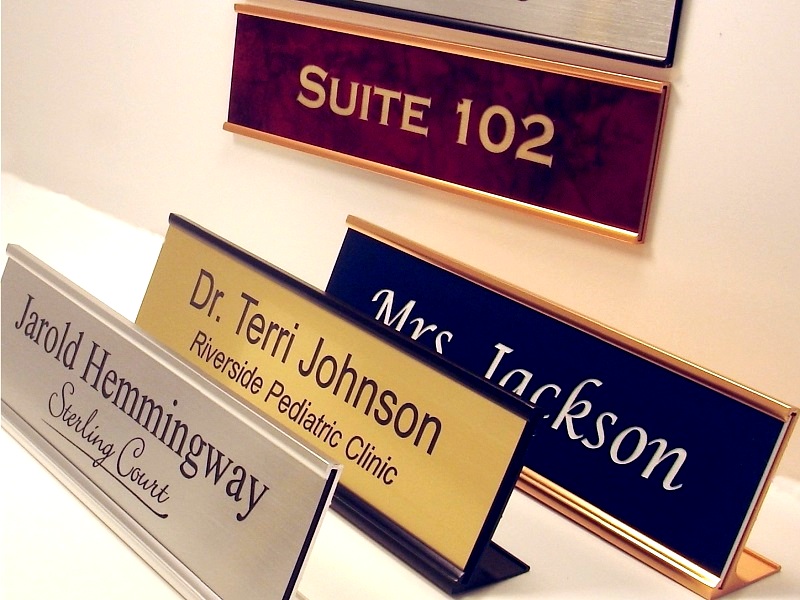 SUITE 102
Mrs. Jackson
Dr. Terri Johnson
Riverside Pediatric Clinic
Jarold Hemmingway
Sterling Court